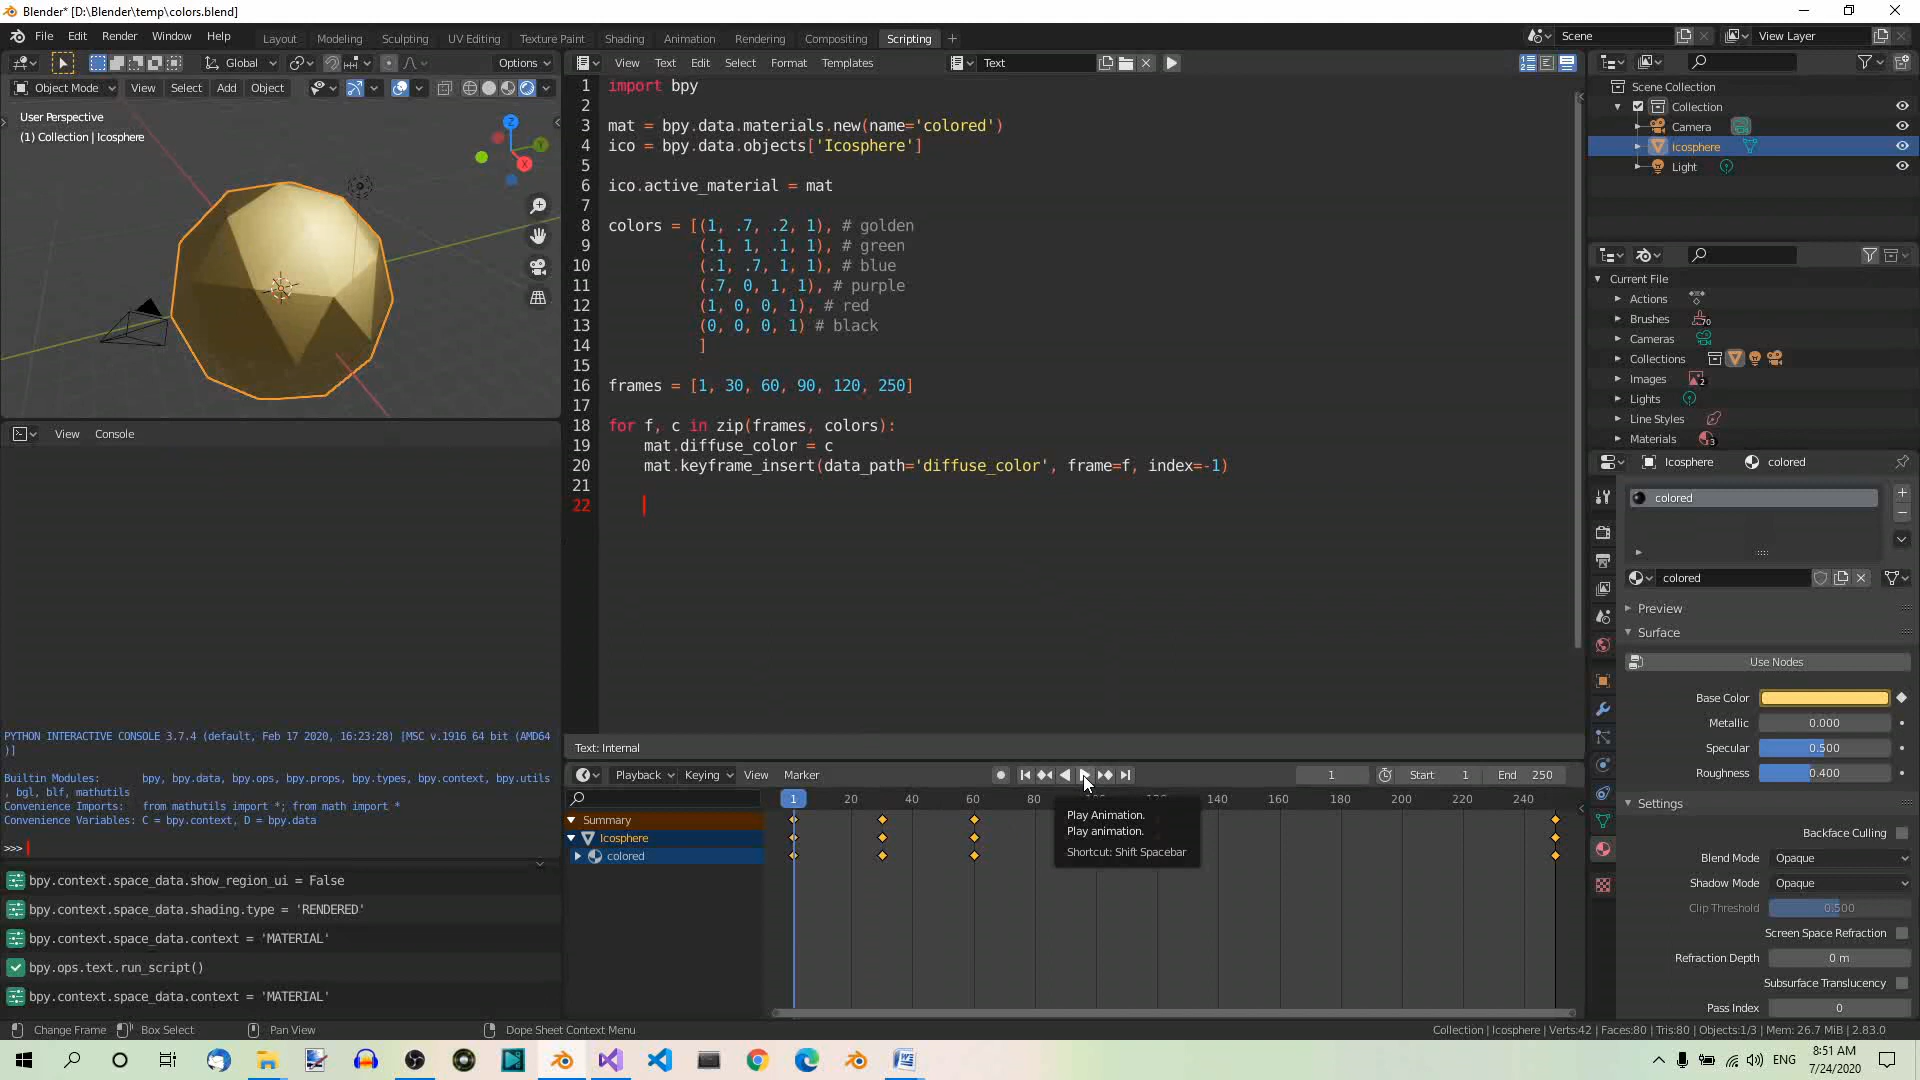 Blender* [D:\Blender\temp\colors.blend]
File Edit Render Window Help
Layout Modeling Sculpting UV Editing Texture Paint Shading Animation Rendering Compositing Scripting +
Scene
View Layer
Global
Options
View Text Edit Select Format Templates
Text
Object Mode View Select Add Object
User Perspective
(1) Collection | Icosphere
Z
Y
X
1 import bpy
2
3 mat = bpy.data.materials.new(name='colored')
4 ico = bpy.data.objects['Icosphere']
5
6 ico.active_material = mat
7
8 colors = [(1, .7, .2, 1), # golden
9 (.1, 1, .1, 1), # green
10 (.1, .7, 1, 1), # blue
11 (.7, 0, 1, 1), # purple
12 (1, 0, 0, 1), # red
13 (0, 0, 0, 1) # black
14 ]
15
16 frames = [1, 30, 60, 90, 120, 250]
17
18 for f, c in zip(frames, colors):
19 mat.diffuse_color = c
20 mat.keyframe_insert(data_path='diffuse_color', frame=f, index=-1)
21
22
Text: Internal
View Console
PYTHON INTERACTIVE CONSOLE 3.7.4 (default, Feb 17 2020, 16:23:28) [MSC v.1916 64 bit (AMD64
)]
Builtin Modules: bpy, bpy.data, bpy.ops, bpy.props, bpy.types, bpy.context, bpy.utils
, bgl, blf, mathutils
Convenience Imports: from mathutils import *; from math import *
Convenience Variables: C = bpy.context, D = bpy.data
>>>
bpy.context.space_data.show_region_ui = False
bpy.context.space_data.shading.type = 'RENDERED'
bpy.context.space_data.context = 'MATERIAL'
bpy.ops.text.run_script()
bpy.context.space_data.context = 'MATERIAL'
Playback Keying View Marker
1
Start 1 End 250
1 20 40 60 80 140 160 180 200 220 240
Summary
Icosphere
colored
Play Animation.
Play animation.
Shortcut: Shift Spacebar
Scene Collection
Collection
Camera
Icosphere
Light
Current File
Actions
Brushes 70
Cameras
Collections
Images 2
Lights
Line Styles
Materials 3
Icosphere colored
colored
colored
Preview
Surface
Use Nodes
Base Color
Metallic 0.000
Specular 0.500
Roughness 0.400
Settings
Backface Culling
Blend Mode Opaque
Shadow Mode Opaque
Clip Threshold 0.500
Screen Space Refraction
Refraction Depth 0 m
Subsurface Translucency
Pass Index 0
Change Frame Box Select Pan View Dope Sheet Context Menu
Collection | Icosphere | Verts:42 | Faces:80 | Tris:80 | Objects:1/3 | Mem: 26.7 MiB | 2.83.0
ENG
8:51 AM
7/24/2020